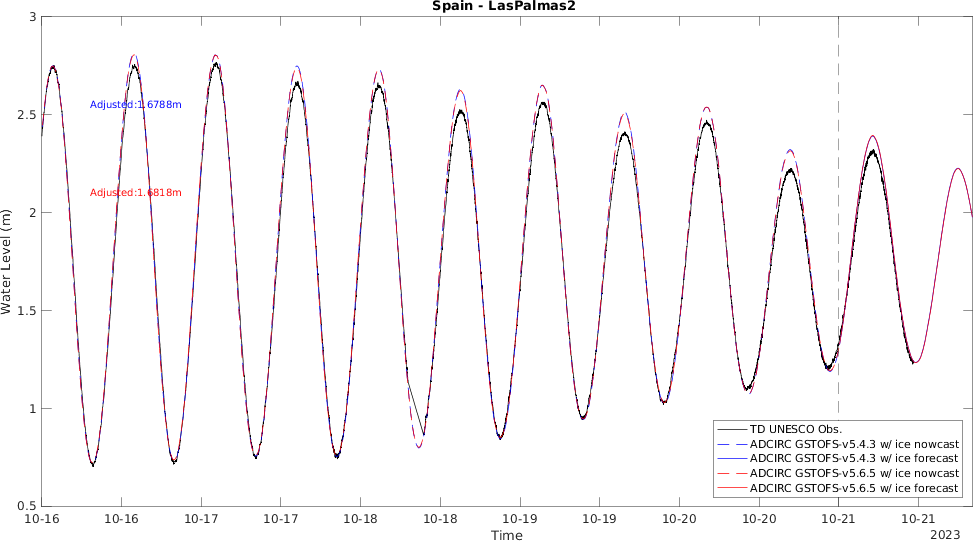 Spain - LasPalmas2
3
2.5
2
1.5
1
0.5
Water Level (m)
Adjusted:1.6788m
Adjusted:1.6818m
TD UNESCO Obs.
ADCIRC GSTOFS-v5.4.3 w/ ice nowcast
ADCIRC GSTOFS-v5.4.3 w/ ice forecast
ADCIRC GSTOFS-v5.6.5 w/ ice nowcast
ADCIRC GSTOFS-v5.6.5 w/ ice forecast
10-16 10-16 10-17 10-17 10-18 10-18 10-19 10-19 10-20 10-20 10-21 10-21
Time
2023